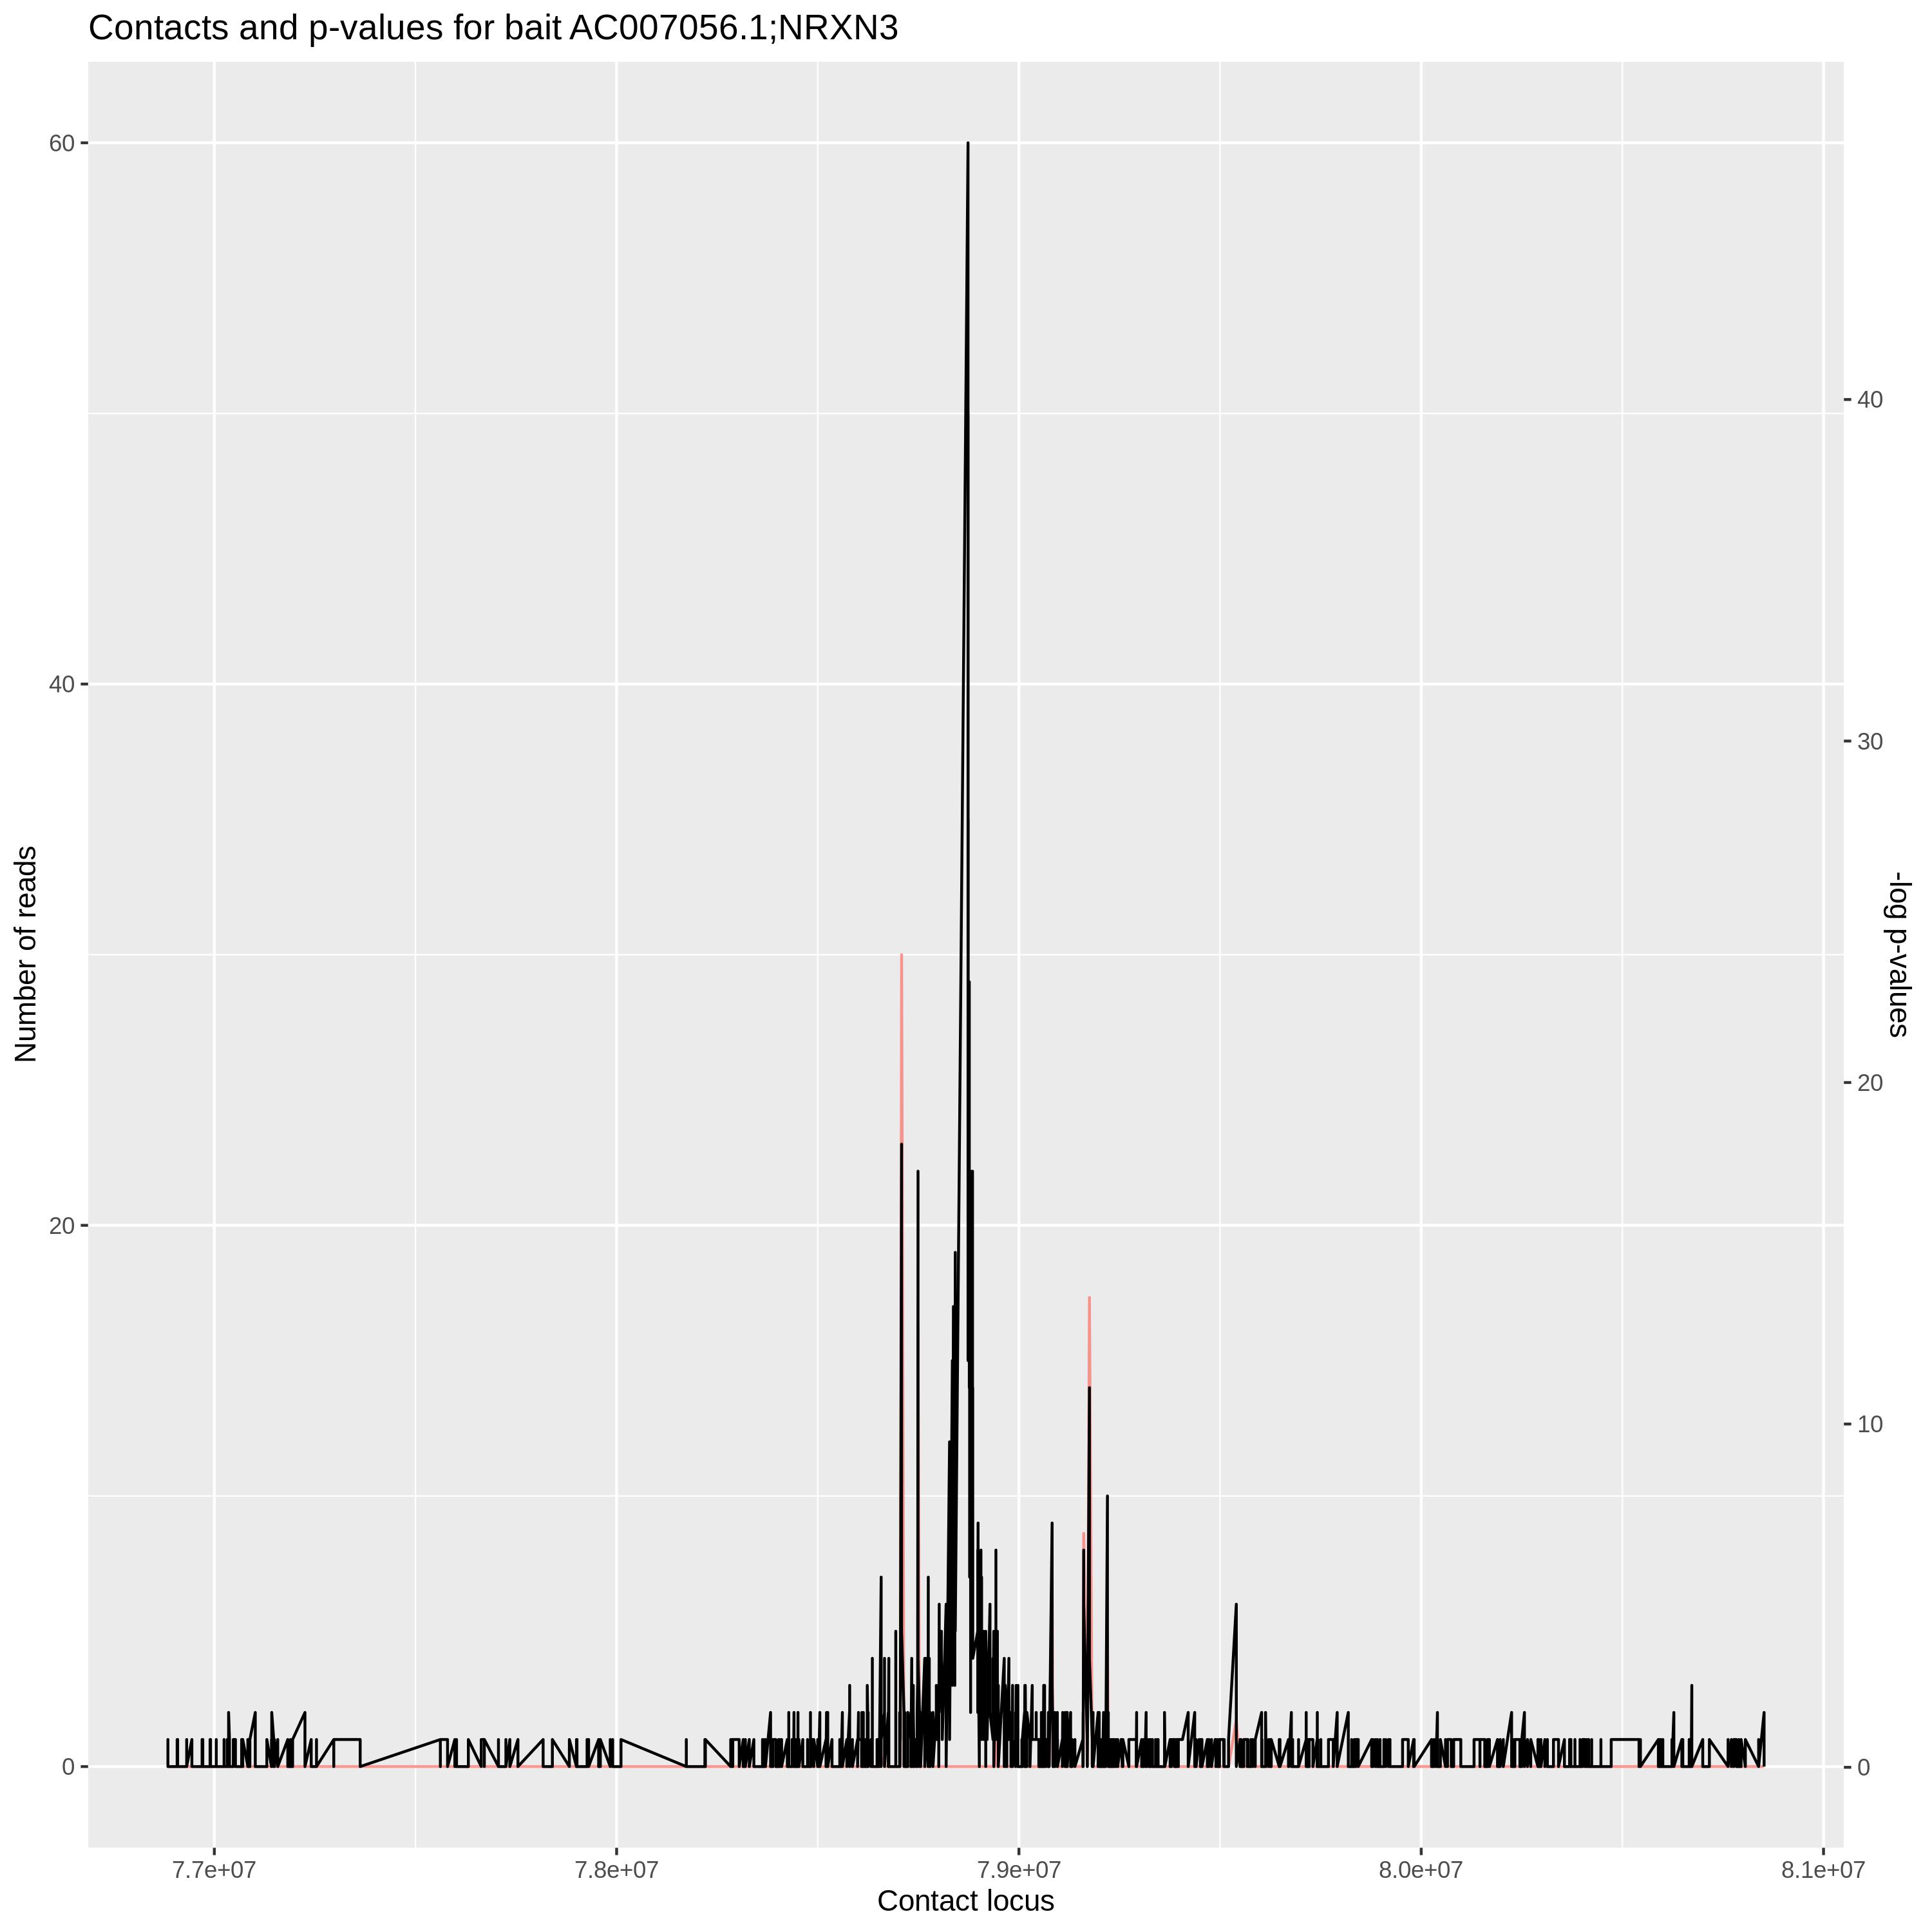 Contacts and p-values for bait AC007056.1;NRXN3
60
40
20
0
Number of reads
40
30
20
10
0
-log p-values
7.7e+07
7.8e+07
7.9e+07
8.0e+07
8.1e+07
Contact locus